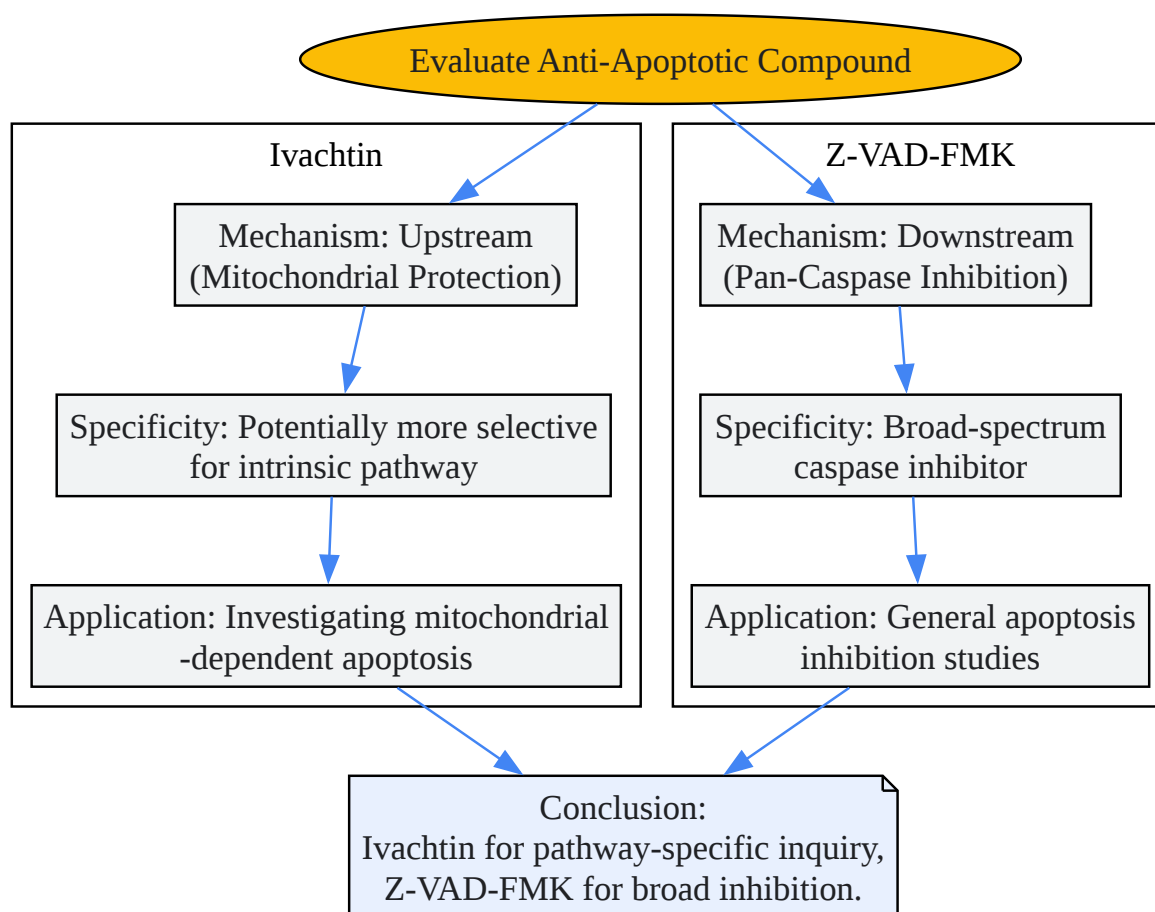 Evaluate Anti-Apoptotic Compound
Ivachtin
Mechanism: Upstream
(Mitochondrial Protection)
Specificity: Potentially more selective
for intrinsic pathway
Application: Investigating mitochondrial
-dependent apoptosis
Z-VAD-FMK
Mechanism: Downstream
(Pan-Caspase Inhibition)
Specificity: Broad-spectrum
caspase inhibitor
Application: General apoptosis
inhibition studies
Conclusion:
Ivachtin for pathway-specific inquiry,
Z-VAD-FMK for broad inhibition.